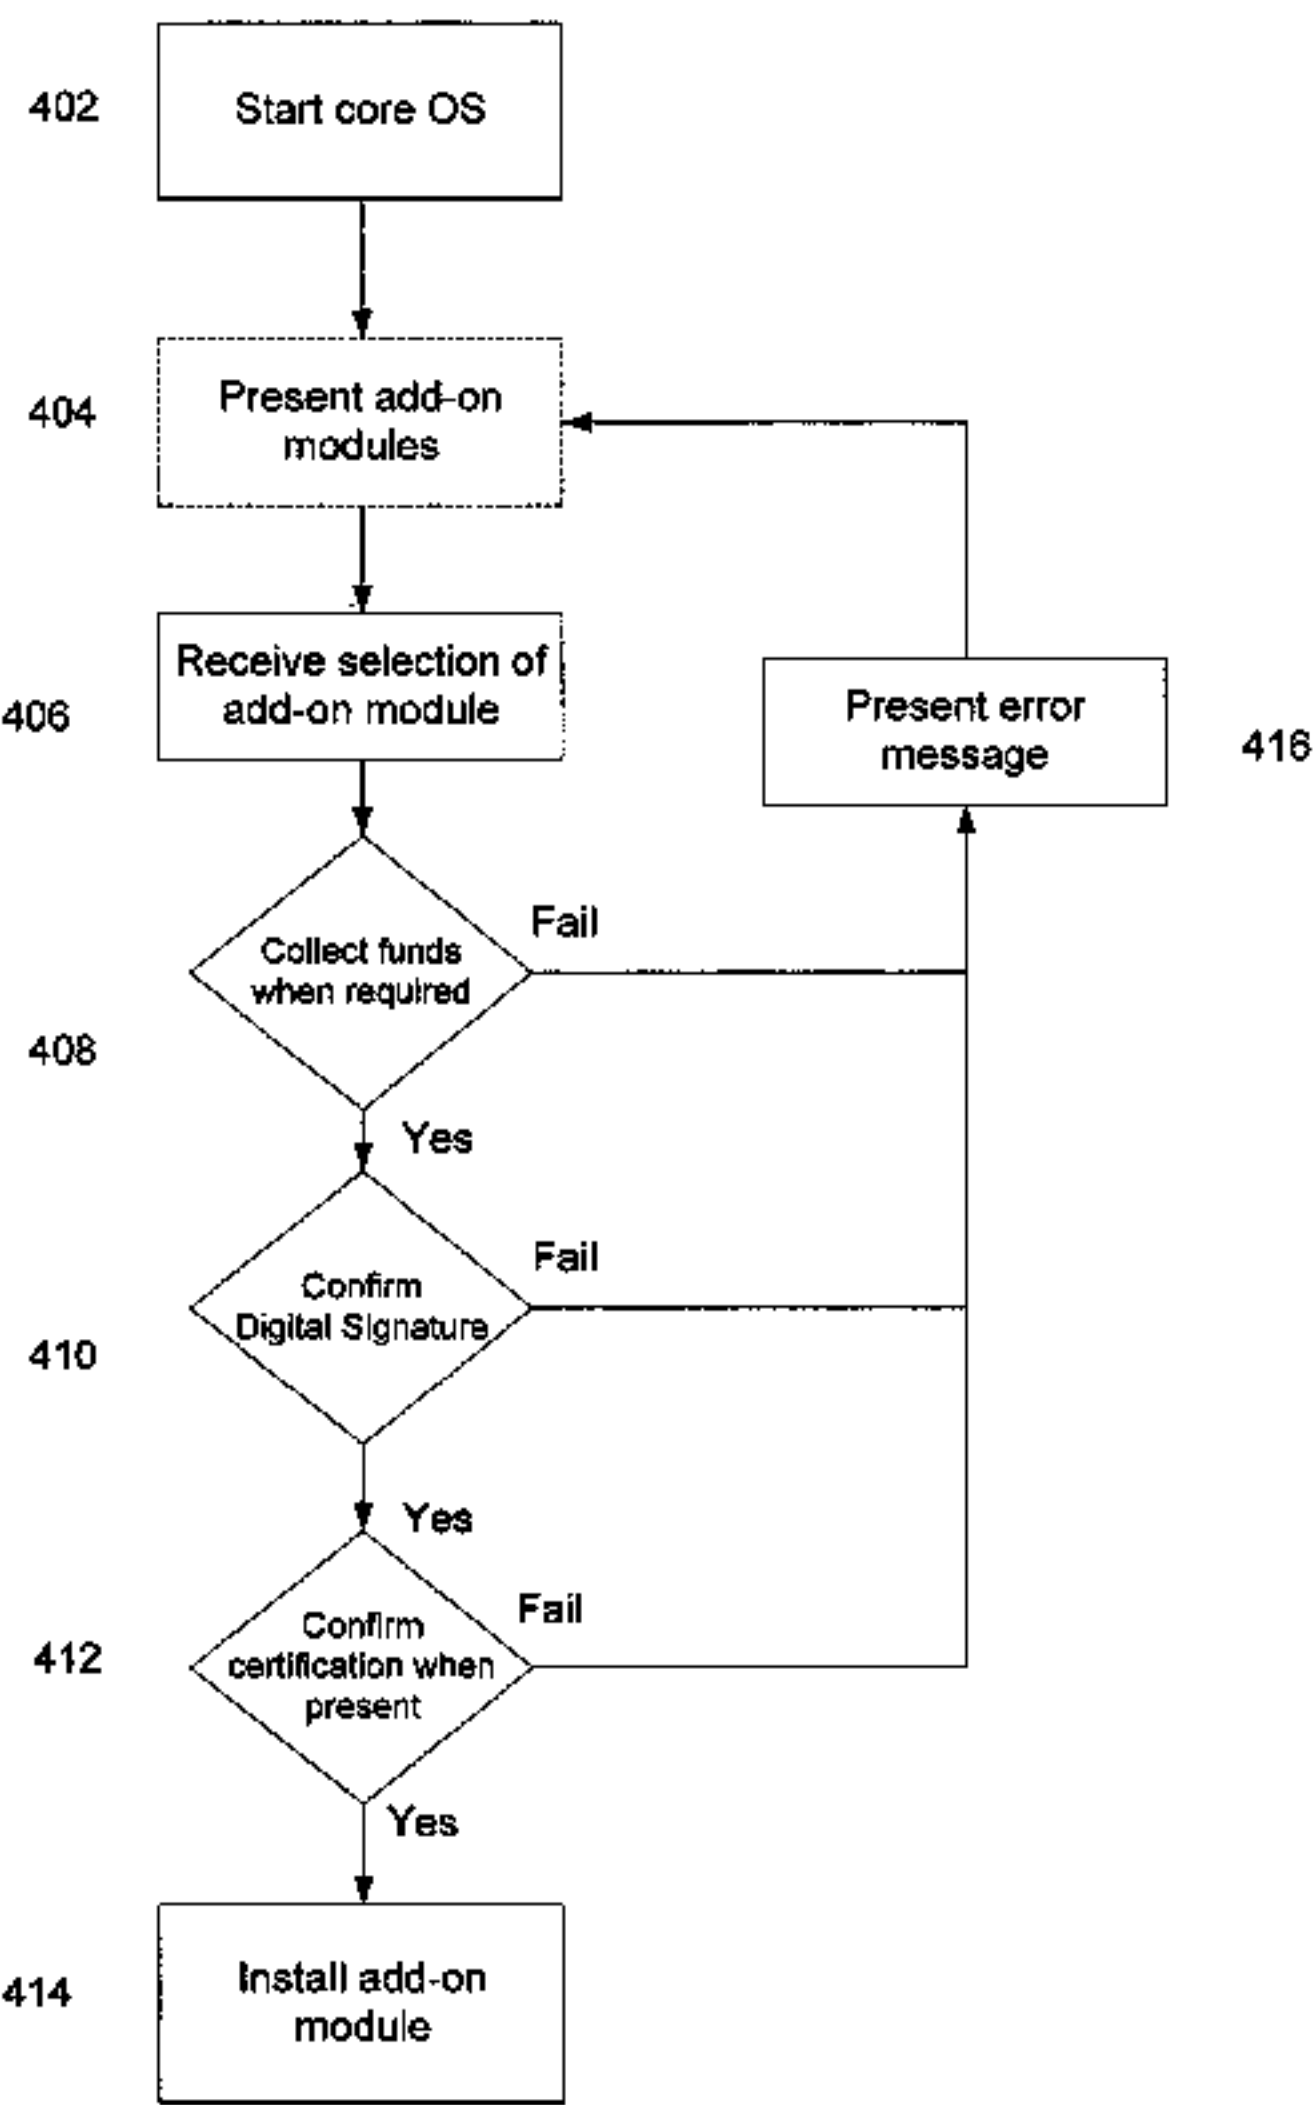 402
Start core OS
404
Present add-on
modules
406
Receive selection of
add-on module
Present error
message
416
Fail
Collect funds
when required
408
Yes
Fail
Confirm
Digital Signature
410
Yes
Fail
412
Confirm
certification when
present
Yes
414
Install add-on
module